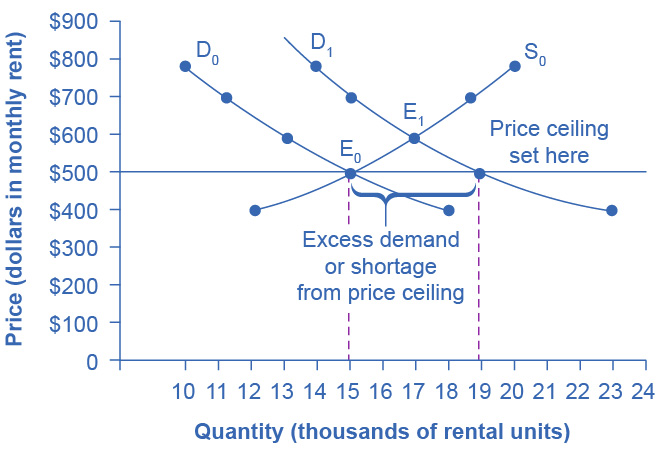 Price (dollars in monthly rent)
$900
$800
$700
$600
$500
$400
$300
$200
$100
0
D₀
D₁
S₀
E₁
E₀
Price ceiling
set here
Excess demand
or shortage
from price ceiling
10 11 12 13 14 15 16 17 18 19 20 21 22 23 24
Quantity (thousands of rental units)